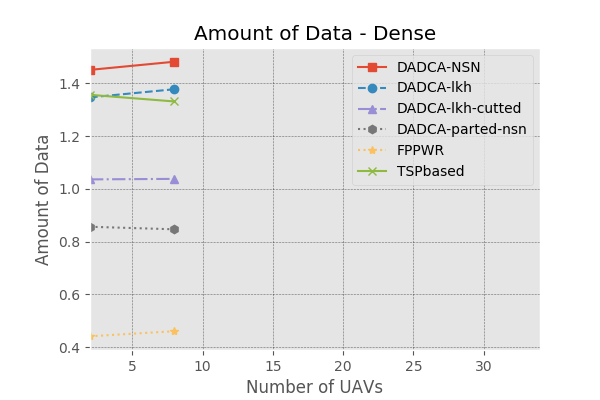 Amount of Data - Dense
DADCA-NSN
DADCA-lkh
DADCA-lkh-cutted
DADCA-parted-nsn
FPPWR
TSPbased
Amount of Data
1.4
1.2
1.0
0.8
0.6
0.4
5 10 15 20 25 30
Number of UAVs